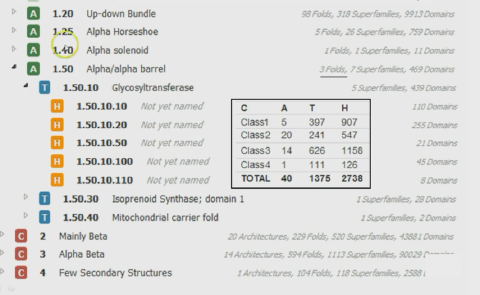 A 1.20 Up-down Bundle 98 Folds, 318 Superfamilies, 9913 Domains
A 1.25 Alpha Horseshoe 5 Folds, 26 Superfamilies, 759 Domains
A 1.40 Alpha solenoid 1 Folds, 1 Superfamilies, 11 Domains
A 1.50 Alpha/alpha barrel 3 Folds, 7 Superfamilies, 469 Domains
T 1.50.10 Glycosyltransferase 5 Superfamilies, 439 Domains
H 1.50.10.10 Not yet named 110 Domains
H 1.50.10.20 Not yet named 255 Domains
H 1.50.10.50 Not yet named 21 Domains
H 1.50.10.100 Not yet named 45 Domains
H 1.50.10.110 Not yet named 8 Domains
C A T H
Class1 5 397 907
Class2 20 241 547
Class3 14 626 1158
Class4 1 111 126
TOTAL 40 1375 2738
T 1.50.30 Isoprenoid Synthase; domain 1 1 Superfamilies, 28 Domains
T 1.50.40 Mitochondrial carrier fold 1 Superfamilies, 2 Domains
C 2 Mainly Beta 20 Architectures, 229 Folds, 520 Superfamilies, 43881 Domains
C 3 Alpha Beta 14 Architectures, 594 Folds, 1113 Superfamilies, 90029
C 4 Few Secondary Structures 1 Architectures, 104 Folds, 118 Superfamilies, 2588